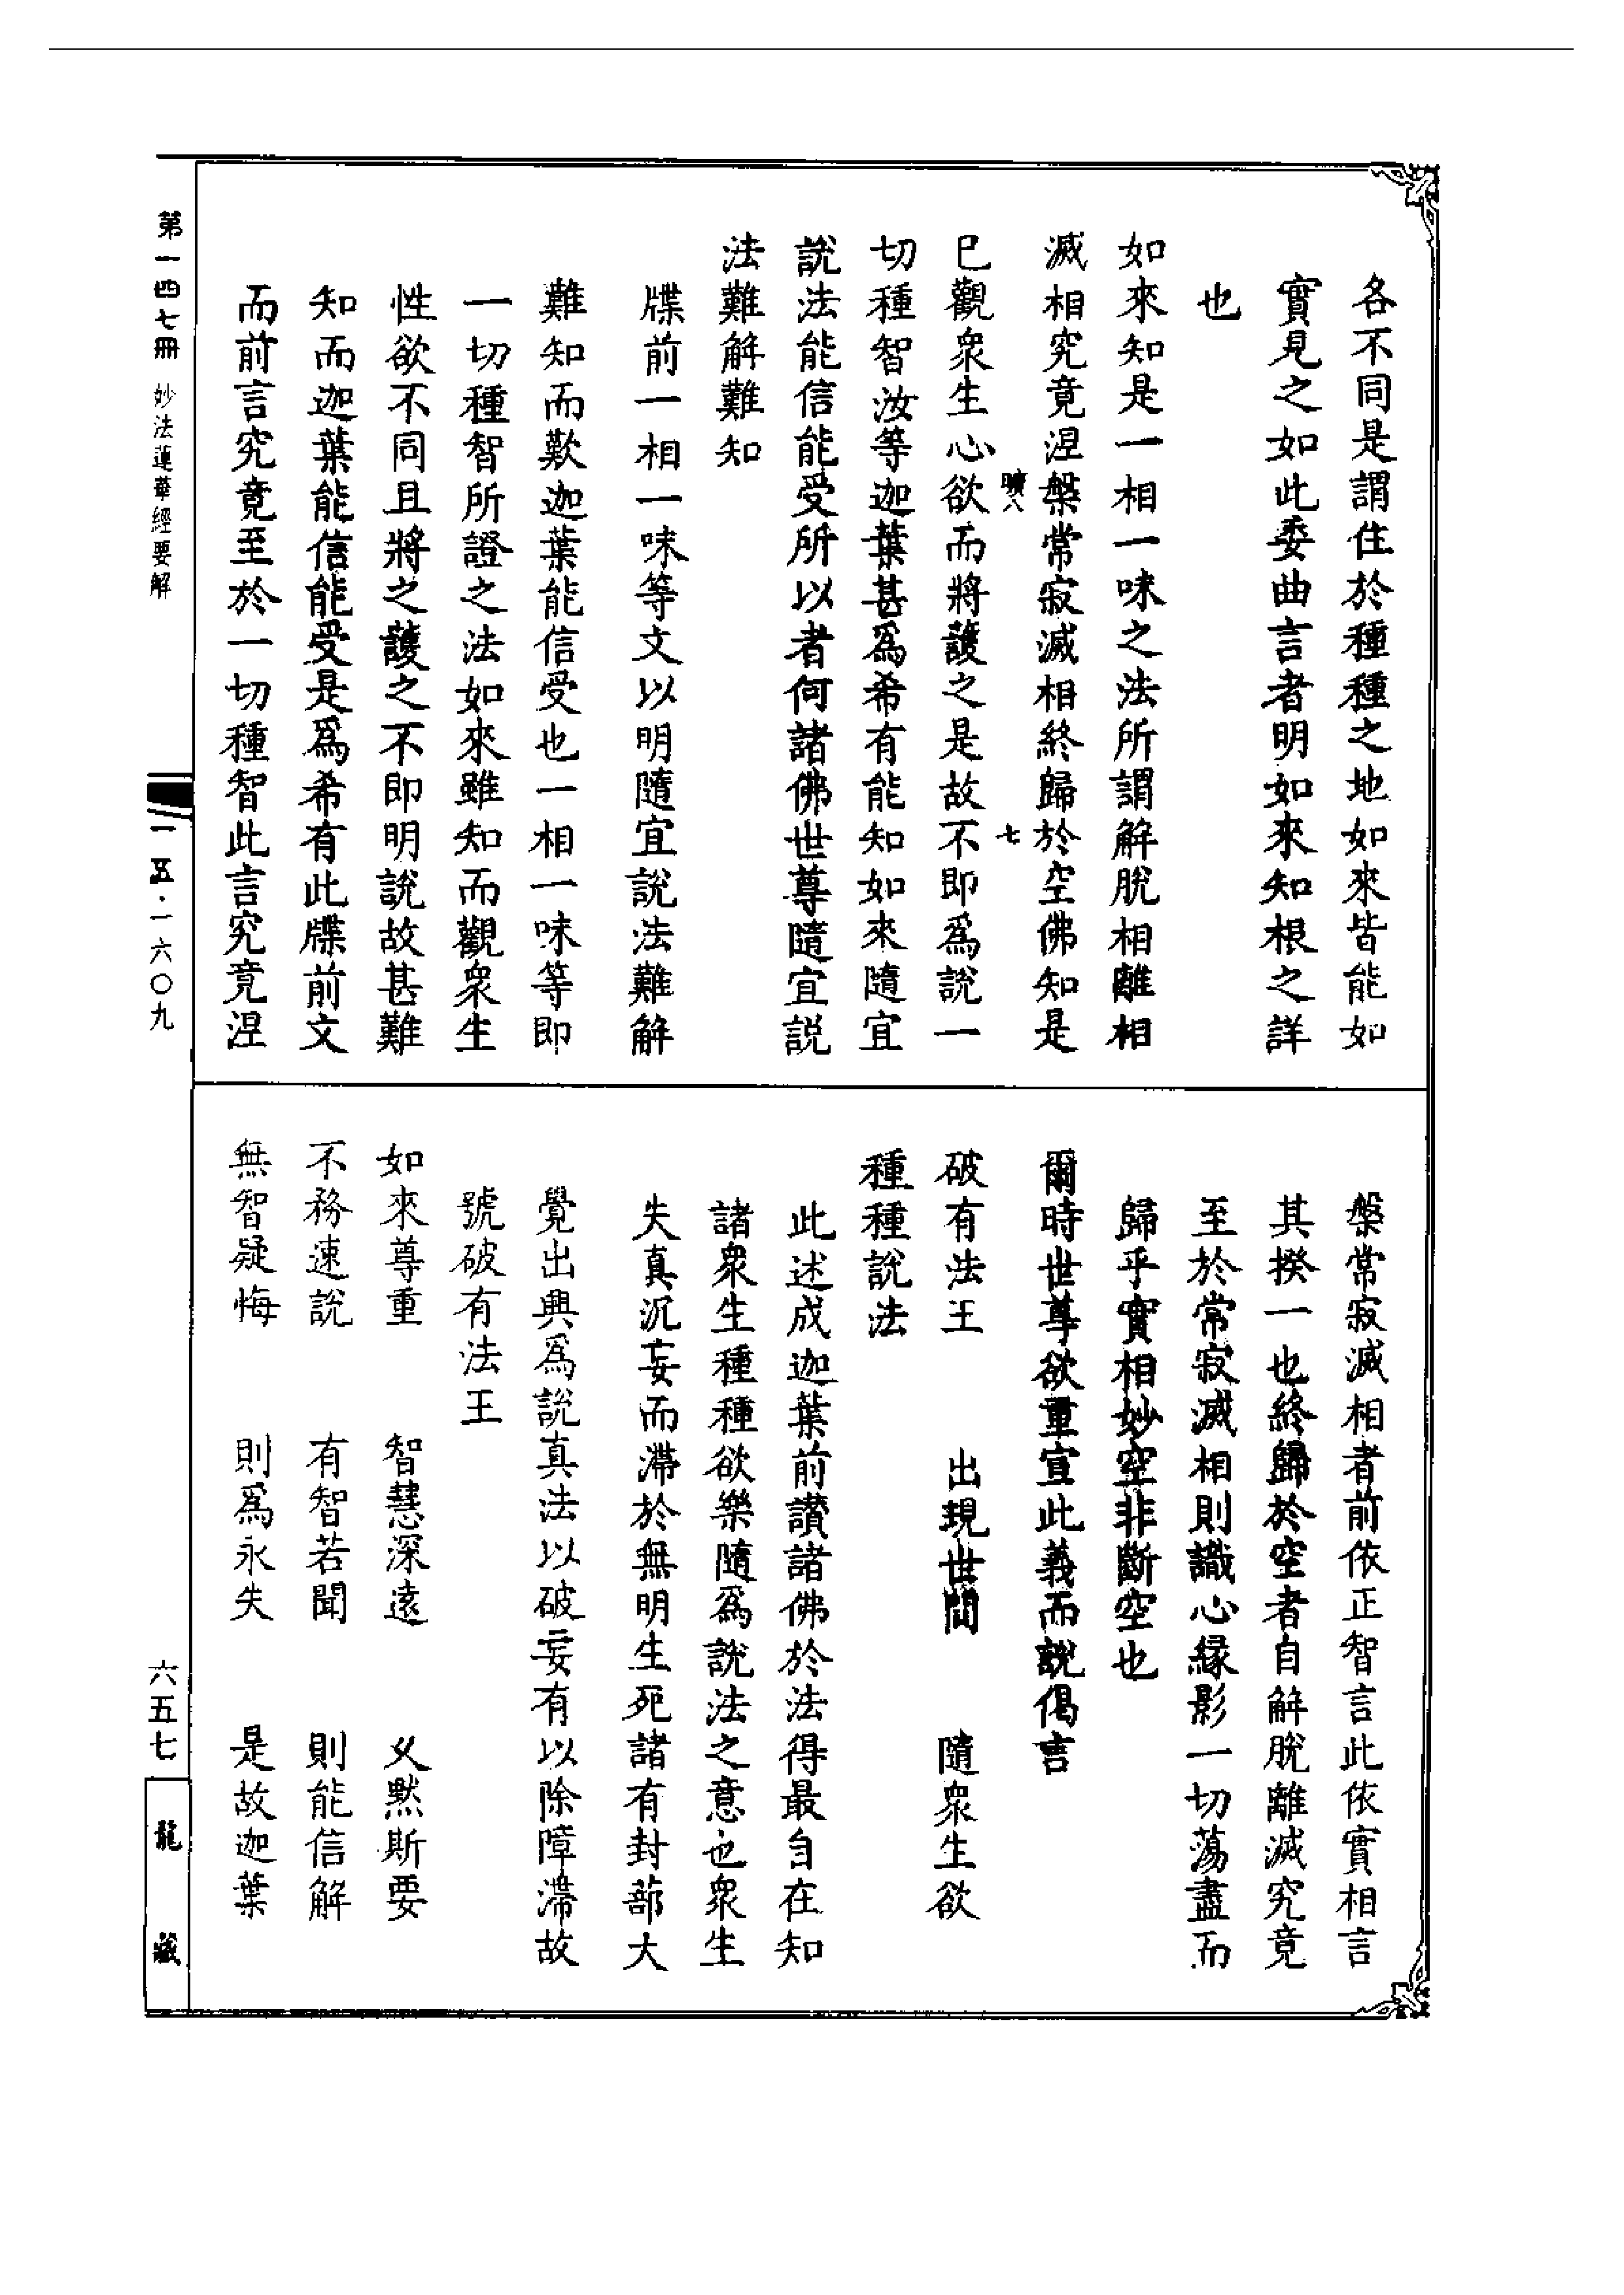 各不同是謂住於種種之地如來皆能如
實見之如此委曲言者明如來知根之詳
也
如來知是一相一味之法所謂解脫相離相
滅相究竟涅槃常寂滅相終歸於空佛知是
七
已觀衆生心欲而將護之是故不即爲說一
切種智汝等迦葉甚爲希有能知如來隨宜
說法能信能受所以者何諸佛世尊隨宜說
法難解難知
牒前一相一味等文以明隨宜說法難解
難知而歎迦葉能信受也一相一味等即
一切種智所證之法如來雖知而觀衆生
性欲不同且將之護之不即明說故甚難
知而迦葉能信能受是爲希有此牒前文
而前言究竟至於一切種智此言究竟涅
槃常寂滅相者前依正智言此依實相言
其揆一也終歸於空者自解脫離滅究竟
至於常寂滅相則識心緣影一切蕩盡而
歸乎實相妙空非斷空也
爾時世尊欲重宣此義而說偈言
破有法王　出現世間　隨衆生欲
種種說法
此述成迦葉前讚諸佛於法得最自在知
諸衆生種種欲樂隨爲說法之意也衆生
失真沉妄而滯於無明生死諸有封蔀大
覺出興爲說真法以破妄有以除障滯故
號破有法王
如來尊重　智慧深遠　乆默斯要
不務速說　有智若聞　則能信解
無智疑悔　則爲永失　是故迦葉
第一四七冊　妙法蓮華經要解
一五·一六〇九
六五七
龍藏